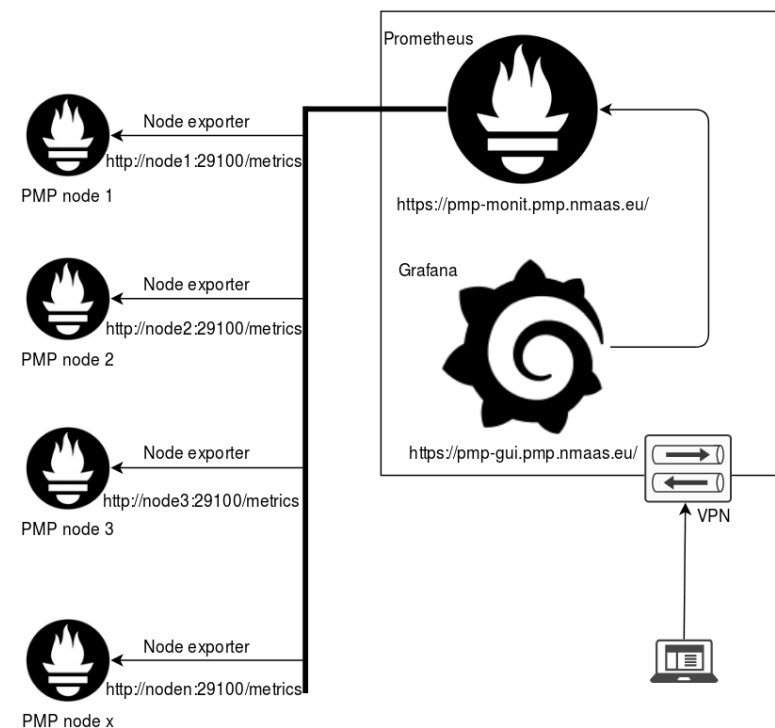 Prometheus
https://pmp-monit.pmp.nmaas.eu/
Grafana
https://pmp-gui.pmp.nmaas.eu/
VPN
Node exporter
http://node1:29100/metrics
PMP node 1
Node exporter
http://node2:29100/metrics
PMP node 2
Node exporter
http://node3:29100/metrics
PMP node 3
Node exporter
http://noden:29100/metrics
PMP node x